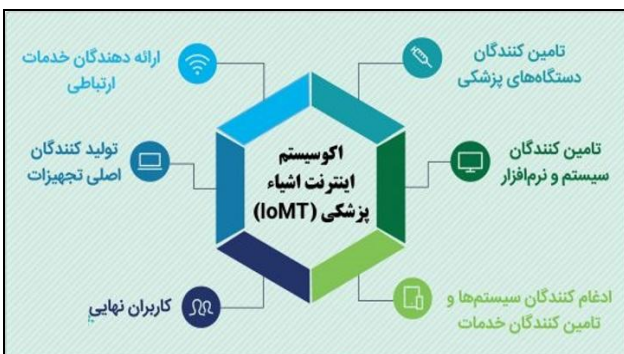 تامین کنندگان
دستگاه‌های پزشکی
ارائه دهندگان خدمات
ارتباطی
اکوسیستم
اینترنت اشیاء
پزشکی (IoMT)
تامین کنندگان
سیستم و نرم‌افزار
تولید کنندگان
اصلی تجهیزات
ادغام کنندگان سیستم‌ها و
تامین کنندگان خدمات
کاربران نهایی